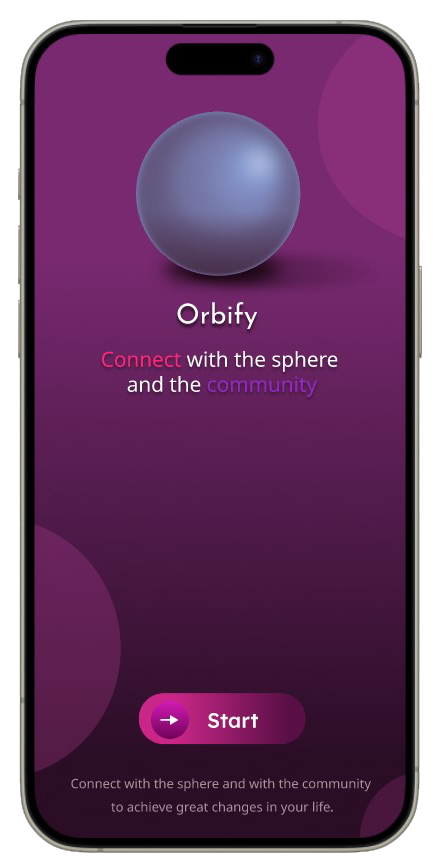 Orbify
Connect with the sphere
and the community
Start
Connect with the sphere and with the community
to achieve great changes in your life.